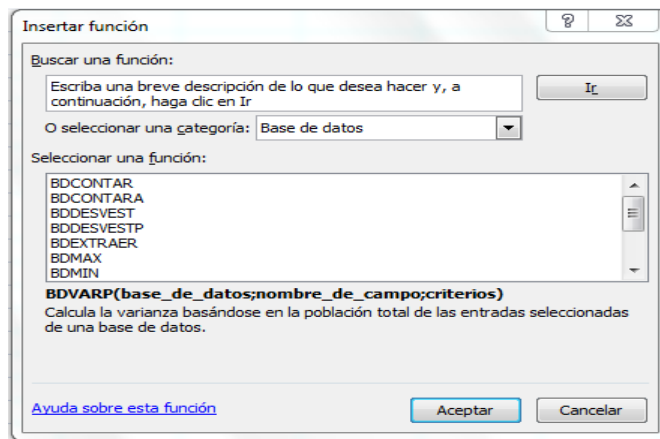 Insertar función
Buscar una función:
Escriba una breve descripción de lo que desea hacer y, a
continuación, haga clic en Ir
Ir
O seleccionar una categoría: Base de datos
Seleccionar una función:
BDCONTAR
BDCONTARA
BDDESVEST
BDDESVESTP
BDEXTRAER
BDMAX
BDMIN
BDVARP(base_de_datos;nombre_de_campo;criterios)
Calcula la varianza basándose en la población total de las entradas seleccionadas
de una base de datos.
Ayuda sobre esta función
Aceptar
Cancelar